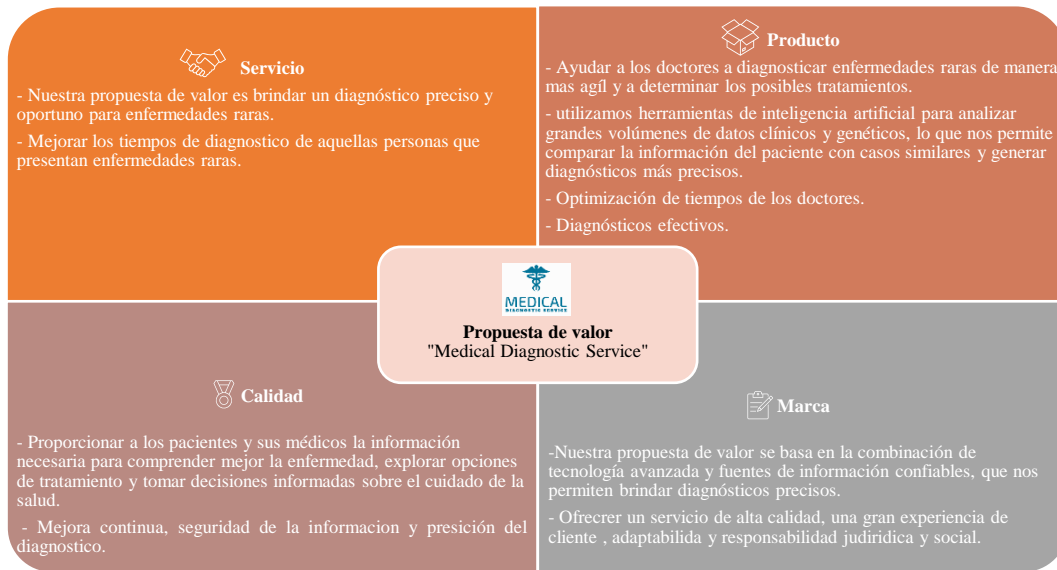 Servicio
- Nuestra propuesta de valor es brindar un diagnóstico preciso y
oportuno para enfermedades raras.
- Mejorar los tiempos de diagnostico de aquellas personas que
presentan enfermedades raras.
Producto
- Ayudar a los doctores a diagnosticar enfermedades raras de manera
mas agíl y a determinar los posibles tratamientos.
- utilizamos herramientas de inteligencia artificial para analizar
grandes volúmenes de datos clínicos y genéticos, lo que nos permite
comparar la información del paciente con casos similares y generar
diagnósticos más precisos.
- Optimización de tiempos de los doctores.
- Diagnósticos efectivos.
MEDICAL
DIAGNOSTIC SERVICE
Propuesta de valor
"Medical Diagnostic Service"
Calidad
- Proporcionar a los pacientes y sus médicos la información
necesaria para comprender mejor la enfermedad, explorar opciones
de tratamiento y tomar decisiones informadas sobre el cuidado de la
salud.
- Mejora continua, seguridad de la informacion y presición del
diagnostico.
Marca
-Nuestra propuesta de valor se basa en la combinación de
tecnología avanzada y fuentes de información confiables, que nos
permiten brindar diagnósticos precisos.
- Ofrecrer un servicio de alta calidad, una gran experiencia de
cliente , adaptabilida y responsabilidad judiridica y social.